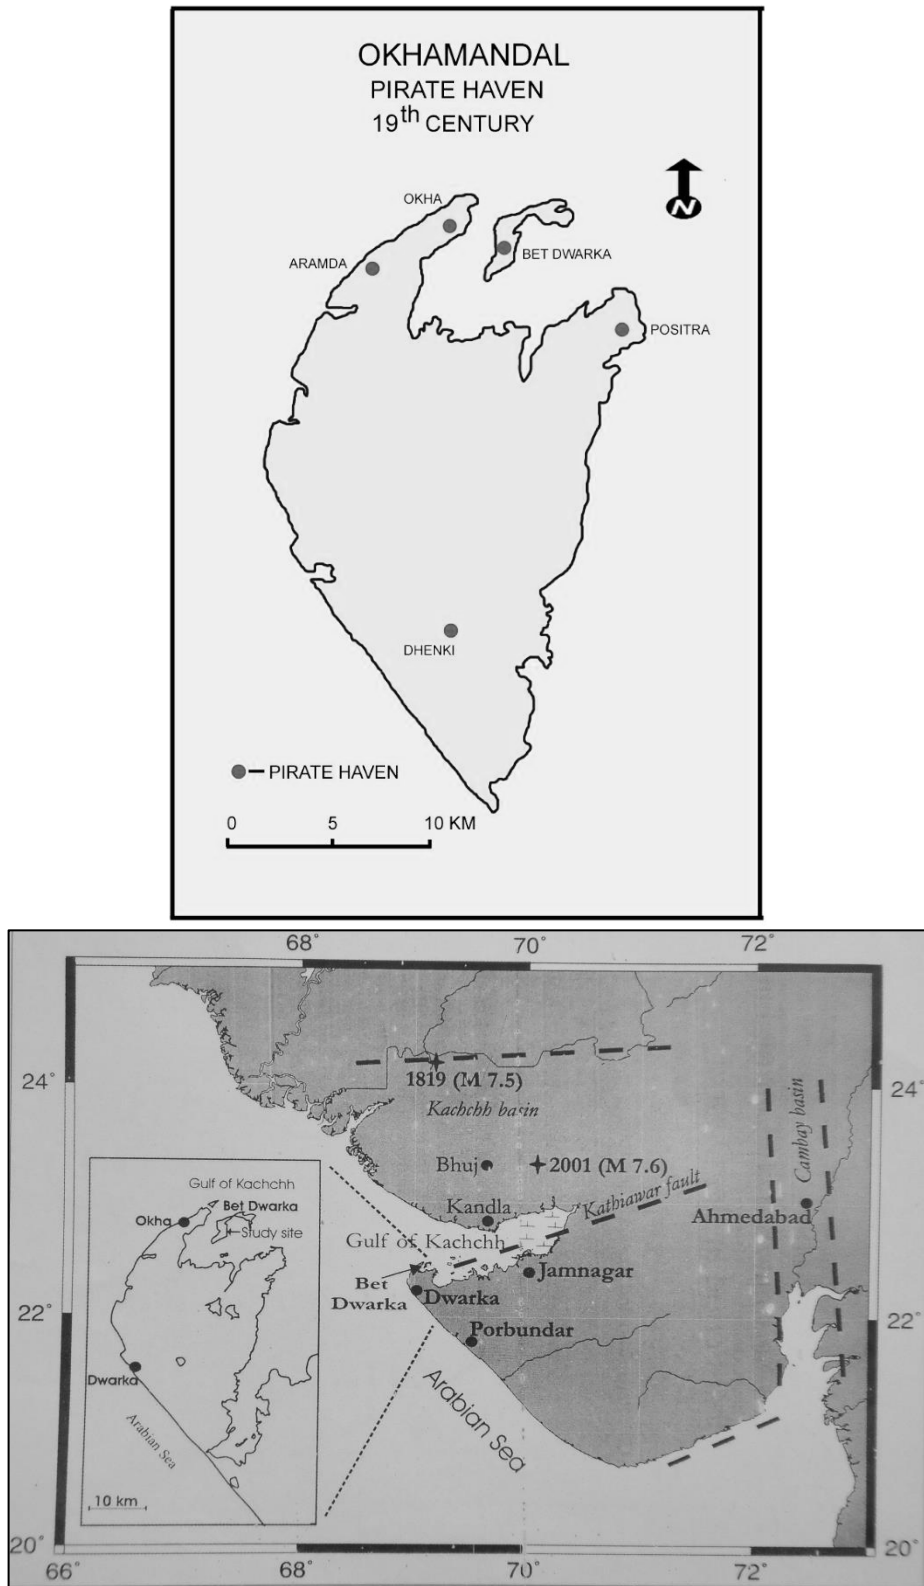 OKHAMANDAL
PIRATE HAVEN
19th CENTURY
N
OKHA
BET DWARKA
ARAMDA
POSITRA
DHENKI
PIRATE HAVEN
0 5 10 KM
68° 70° 72°
24° 24°
1819 (M 7.5)
Kachchh basin
Cambay basin
Bhuj
2001 (M 7.6)
Kathiawar fault
Kandla
Ahmedabad
Gulf of Kachchh
Jamnagar
Bet
Dwarka
Dwarka
22° 22°
Porbundar
Arabian Sea
Gulf of Kachchh
Bet Dwarka
Okha
Study site
Dwarka
Arabian Sea
10 km
20° 20°
66° 68° 70° 72°